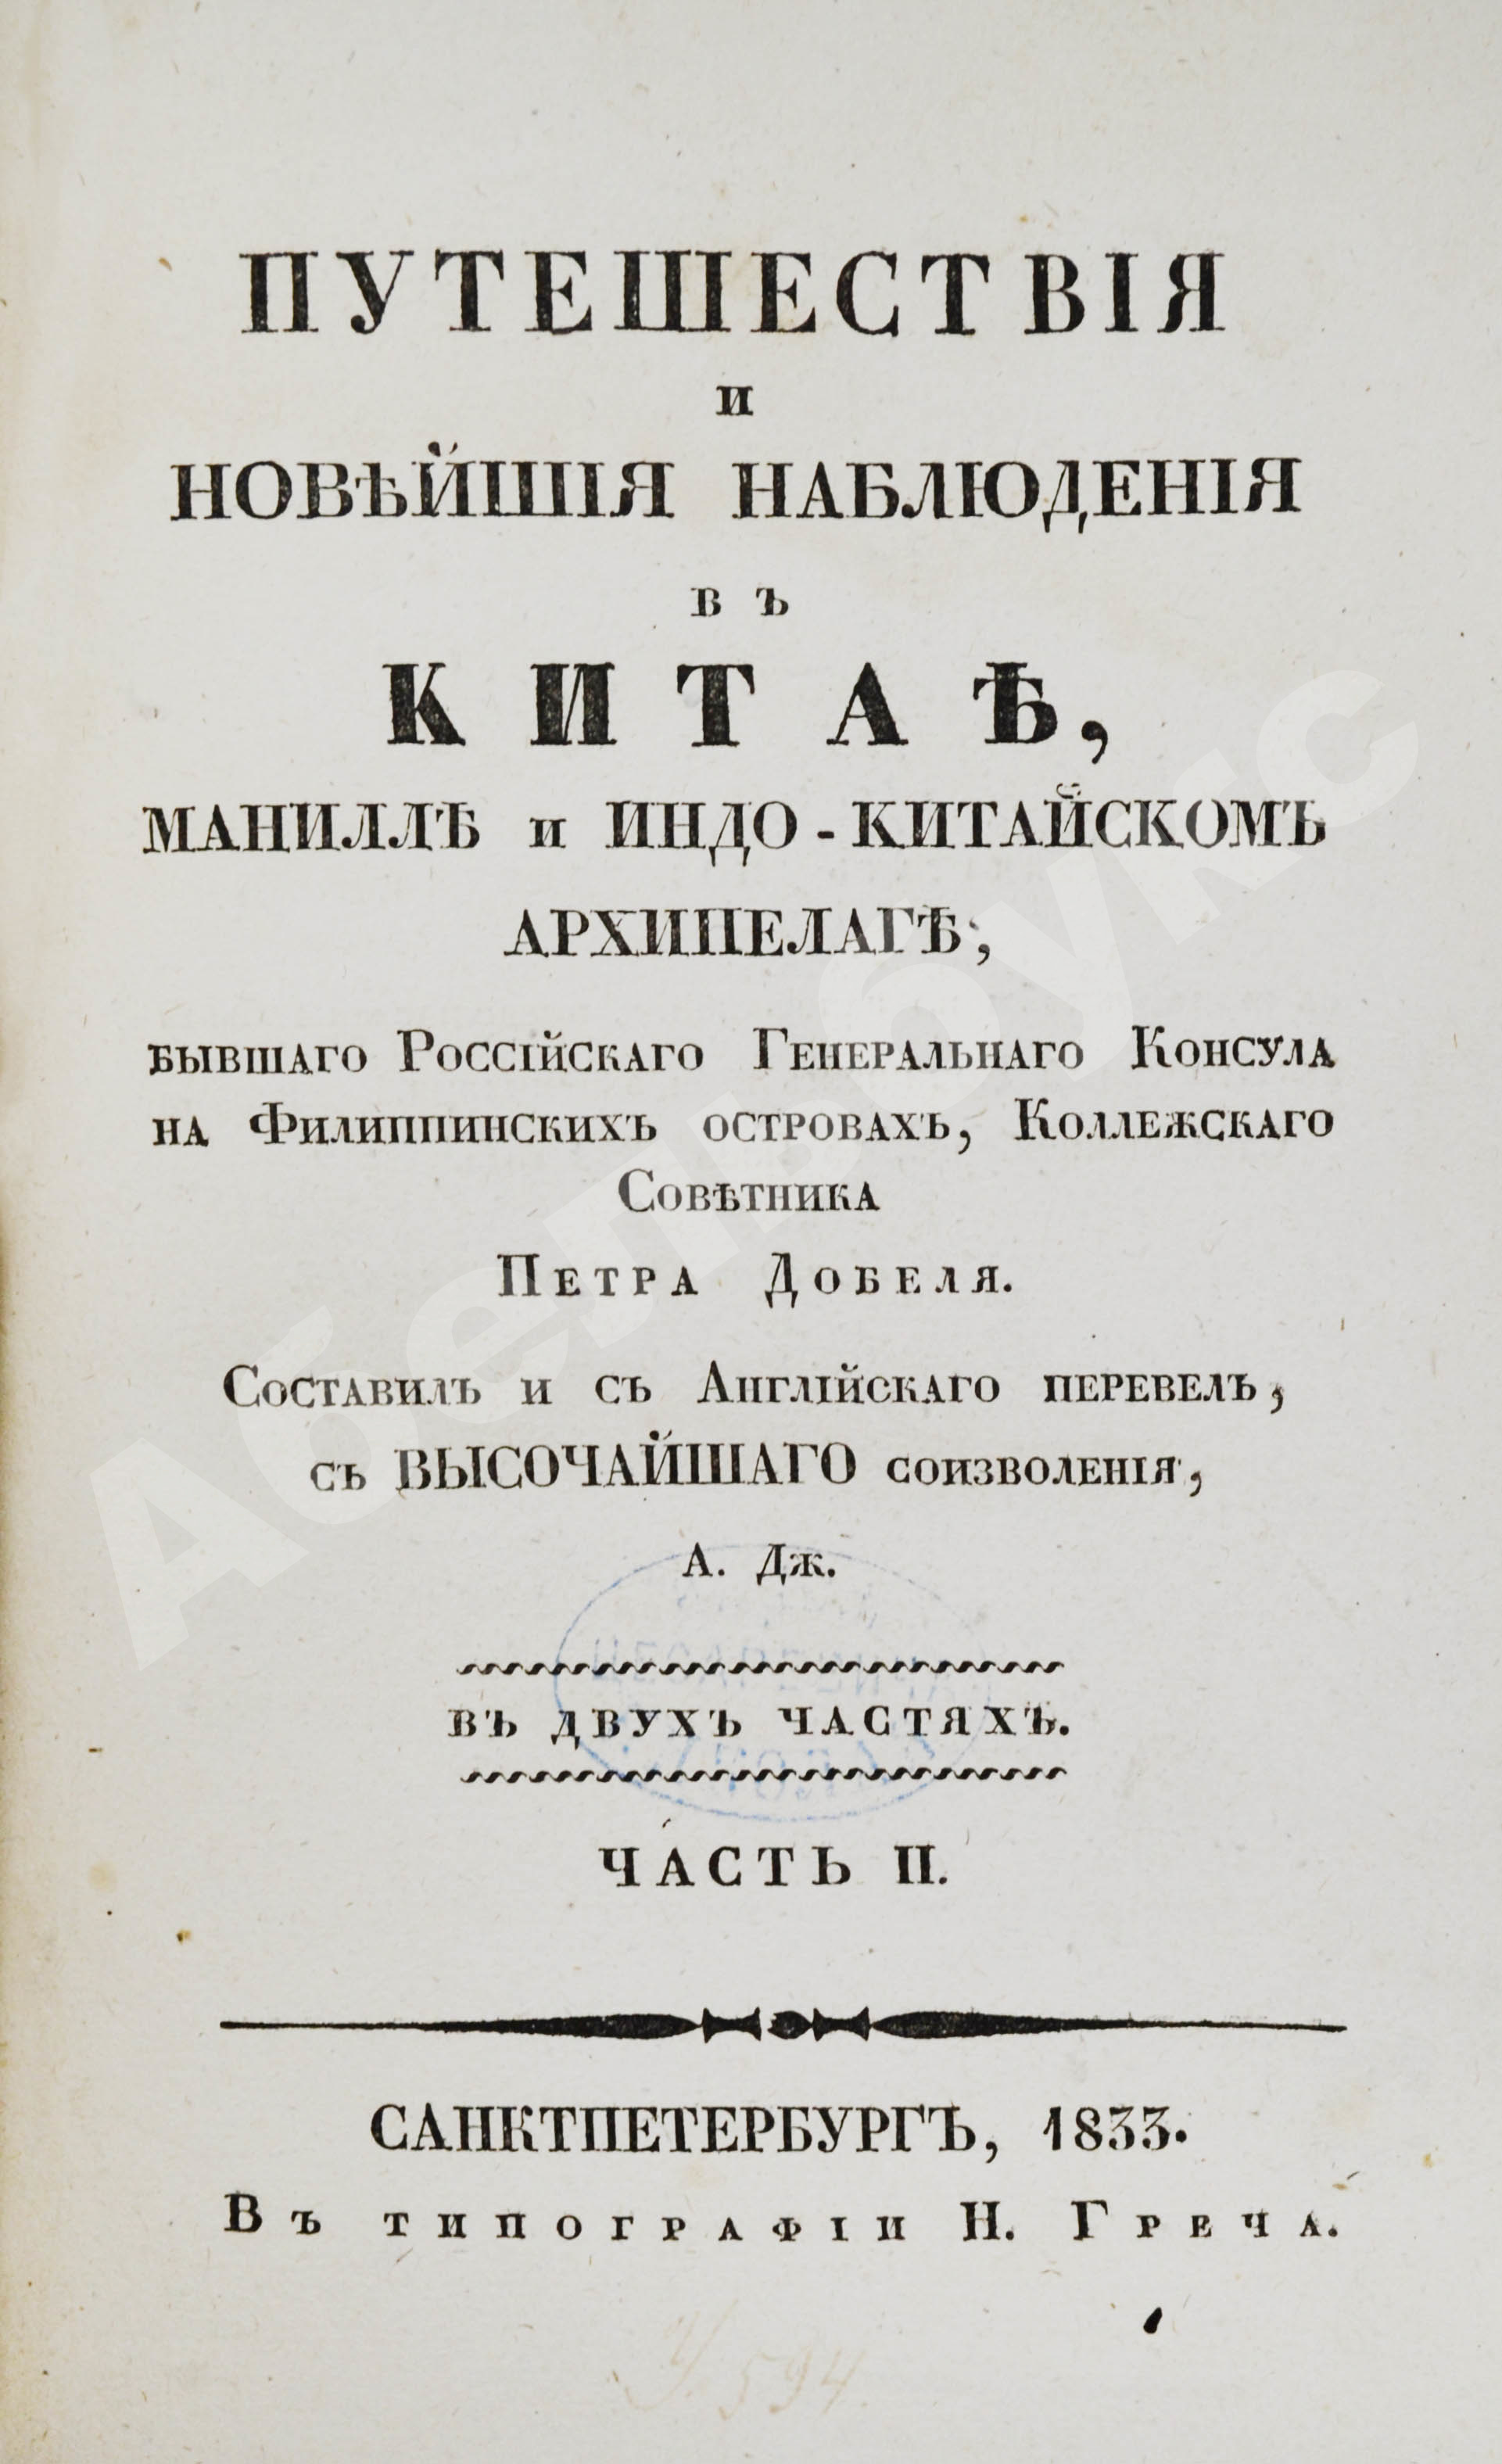 ПУТЕШЕСТВІЯ
и
НОВѢЙШІЯ НАБЛЮДЕНІЯ
въ
КИТАѢ,
МАНИЛЛѢ и ИНДО-КИТАЙСКОМЪ
АРХИПЕЛАГѢ,
бывшаго Россійскаго Генеральнаго Консула
на Филиппинскихъ островахъ, Коллежскаго
Совѣтника
Петра Добеля.
Составилъ и съ Англійскаго перевелъ,
съ ВЫСОЧАЙШАГО соизволенія,
А. Дж.
въ двухъ частяхъ.
ЧАСТЬ II.
САНКТПЕТЕРБУРГЪ, 1833.
Въ типографіи Н. Греча.
594
Абельбукс